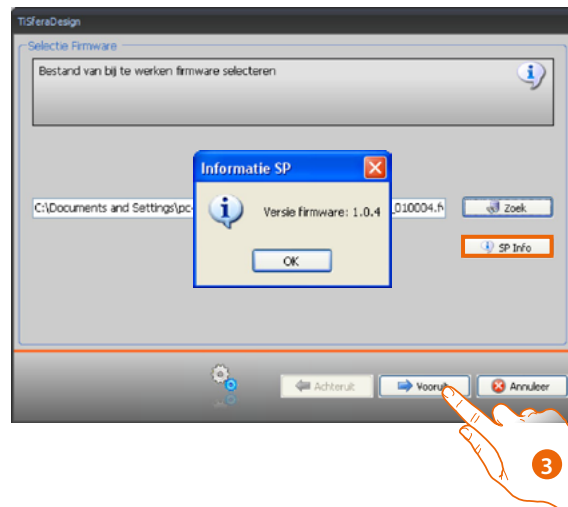 TiSferaDesign
Selectie Firmware
Bestand van bij te werken firmware selecteren
Informatie SP
C:\Documents and Settings\pc-
Versie firmware: 1.0.4
_010004.f
Zoek
SP Info
OK
Achteruit
Vooruit
Annuleer
3